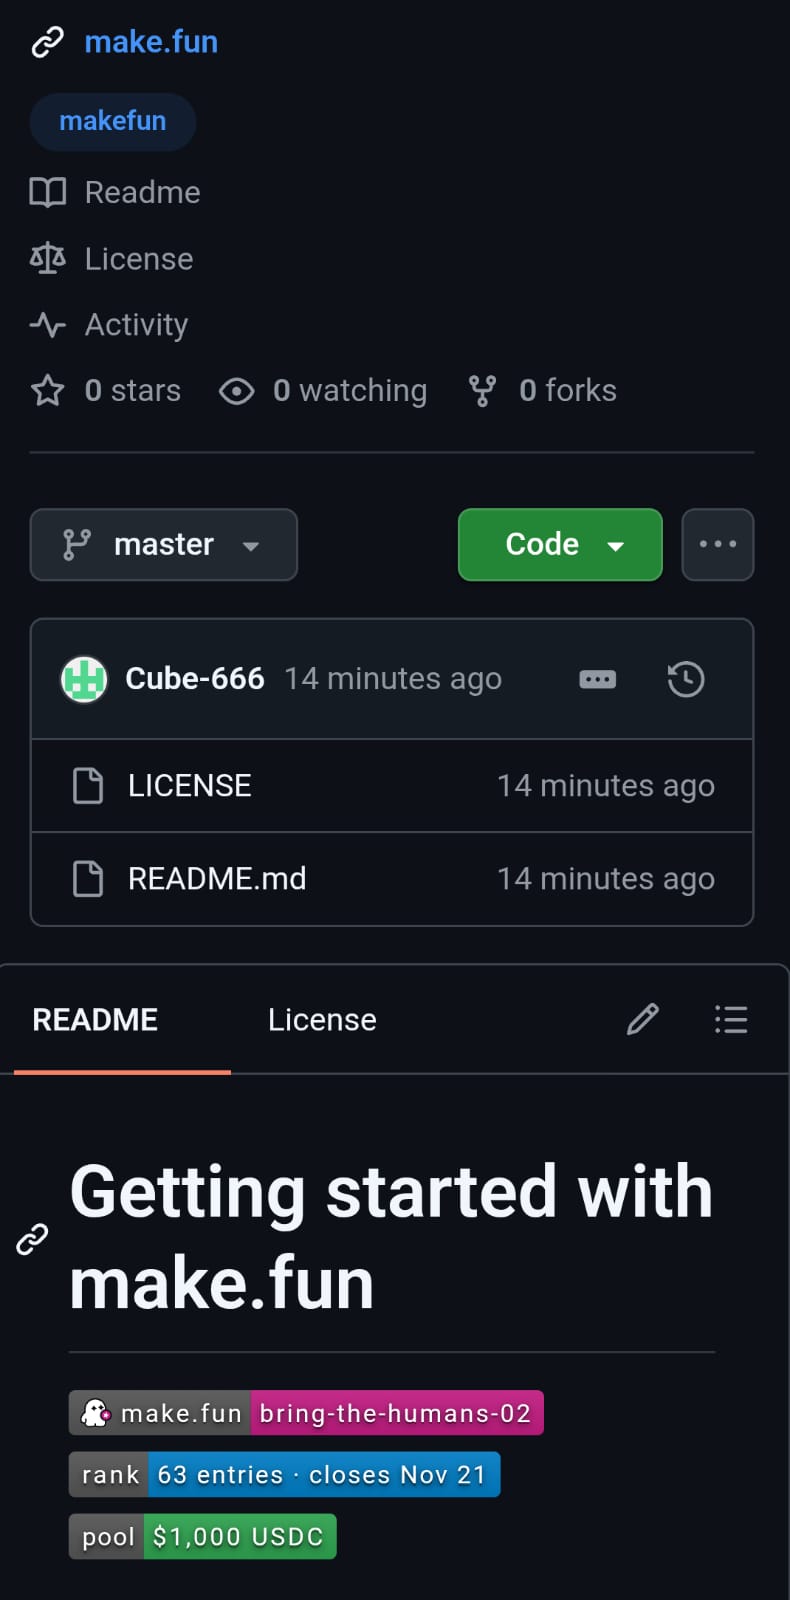 make.fun
makefun
Readme
License
Activity
0 stars 0 watching 0 forks
master Code
Cube-666 14 minutes ago
LICENSE 14 minutes ago
README.md 14 minutes ago
README License
Getting started with
make.fun
make.fun bring-the-humans-02
rank 63 entries · closes Nov 21
pool $1,000 USDC